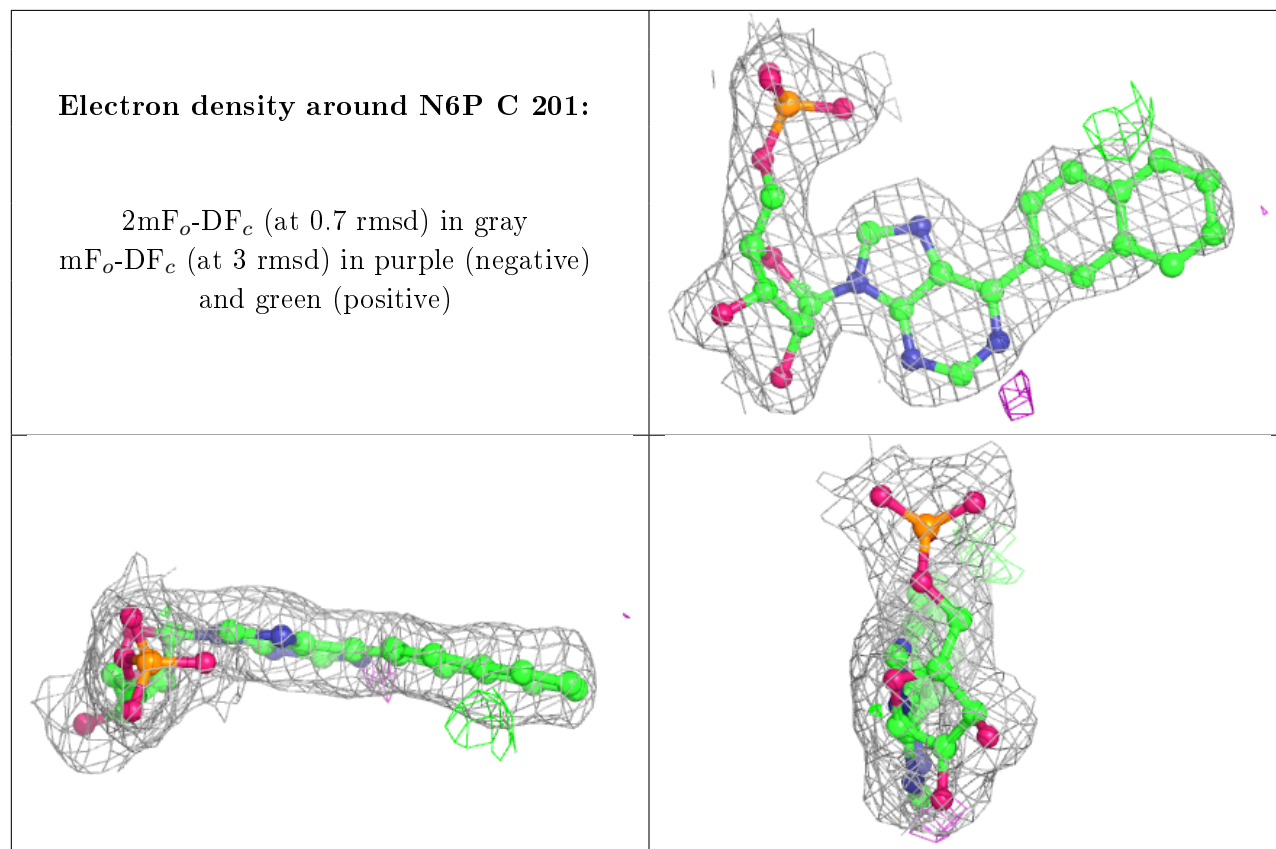 Electron density around N6P C 201:
2mFo-DFc (at 0.7 rmsd) in gray
mFo-DFc (at 3 rmsd) in purple (negative)
and green (positive)